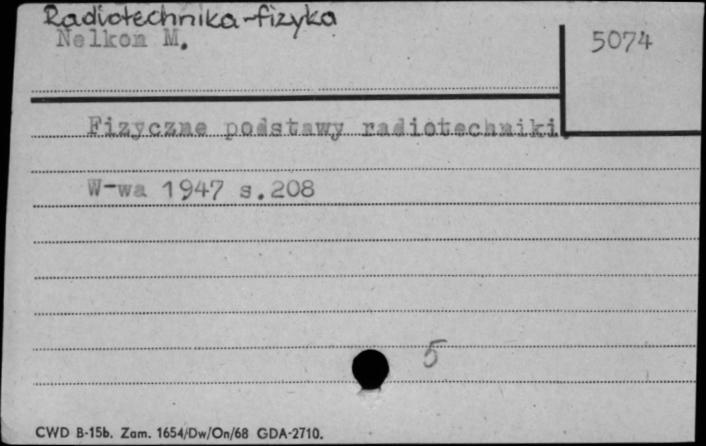 Radiotechnika-fizyka
Nelkon M.
5074
Fizyczne podstawy radiotechniki.
W-wa 1947 s.208
5
CWD B-15b. Zam. 1654/Dw/On/68 GDA-2710.